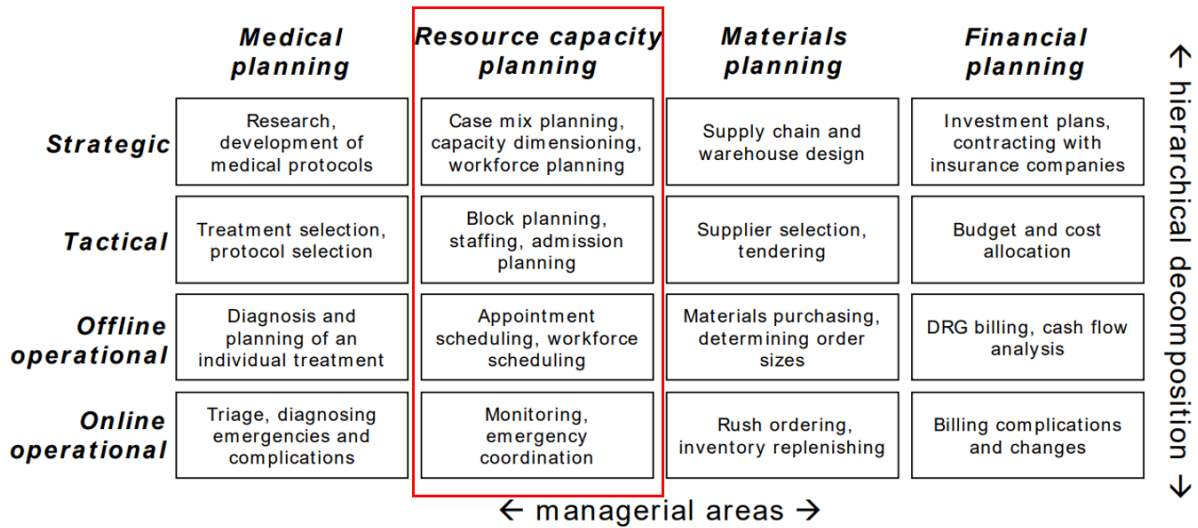 Medical planning
Resource capacity planning
Materials planning
Financial planning
Strategic
Research,
development of
medical protocols
Case mix planning,
capacity dimensioning,
workforce planning
Supply chain and
warehouse design
Investment plans,
contracting with
insurance companies
Tactical
Treatment selection,
protocol selection
Block planning,
staffing, admission
planning
Supplier selection,
tendering
Budget and cost
allocation
Offline
operational
Diagnosis and
planning of an
individual treatment
Appointment
scheduling, workforce
scheduling
Materials purchasing,
determining order
sizes
DRG billing, cash flow
analysis
Online
operational
Triage, diagnosing
emergencies and
complications
Monitoring,
emergency
coordination
Rush ordering,
inventory replenishing
Billing complications
and changes
← managerial areas →
← hierarchical decomposition →